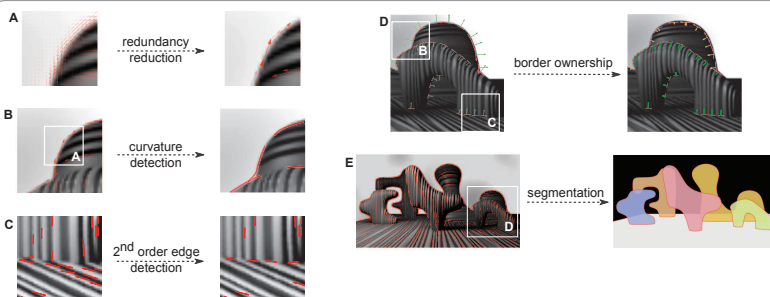 A
redundancy
reduction
B
A
curvature
detection
C
2nd order edge
detection
D
B
C
border ownership
E
D
segmentation